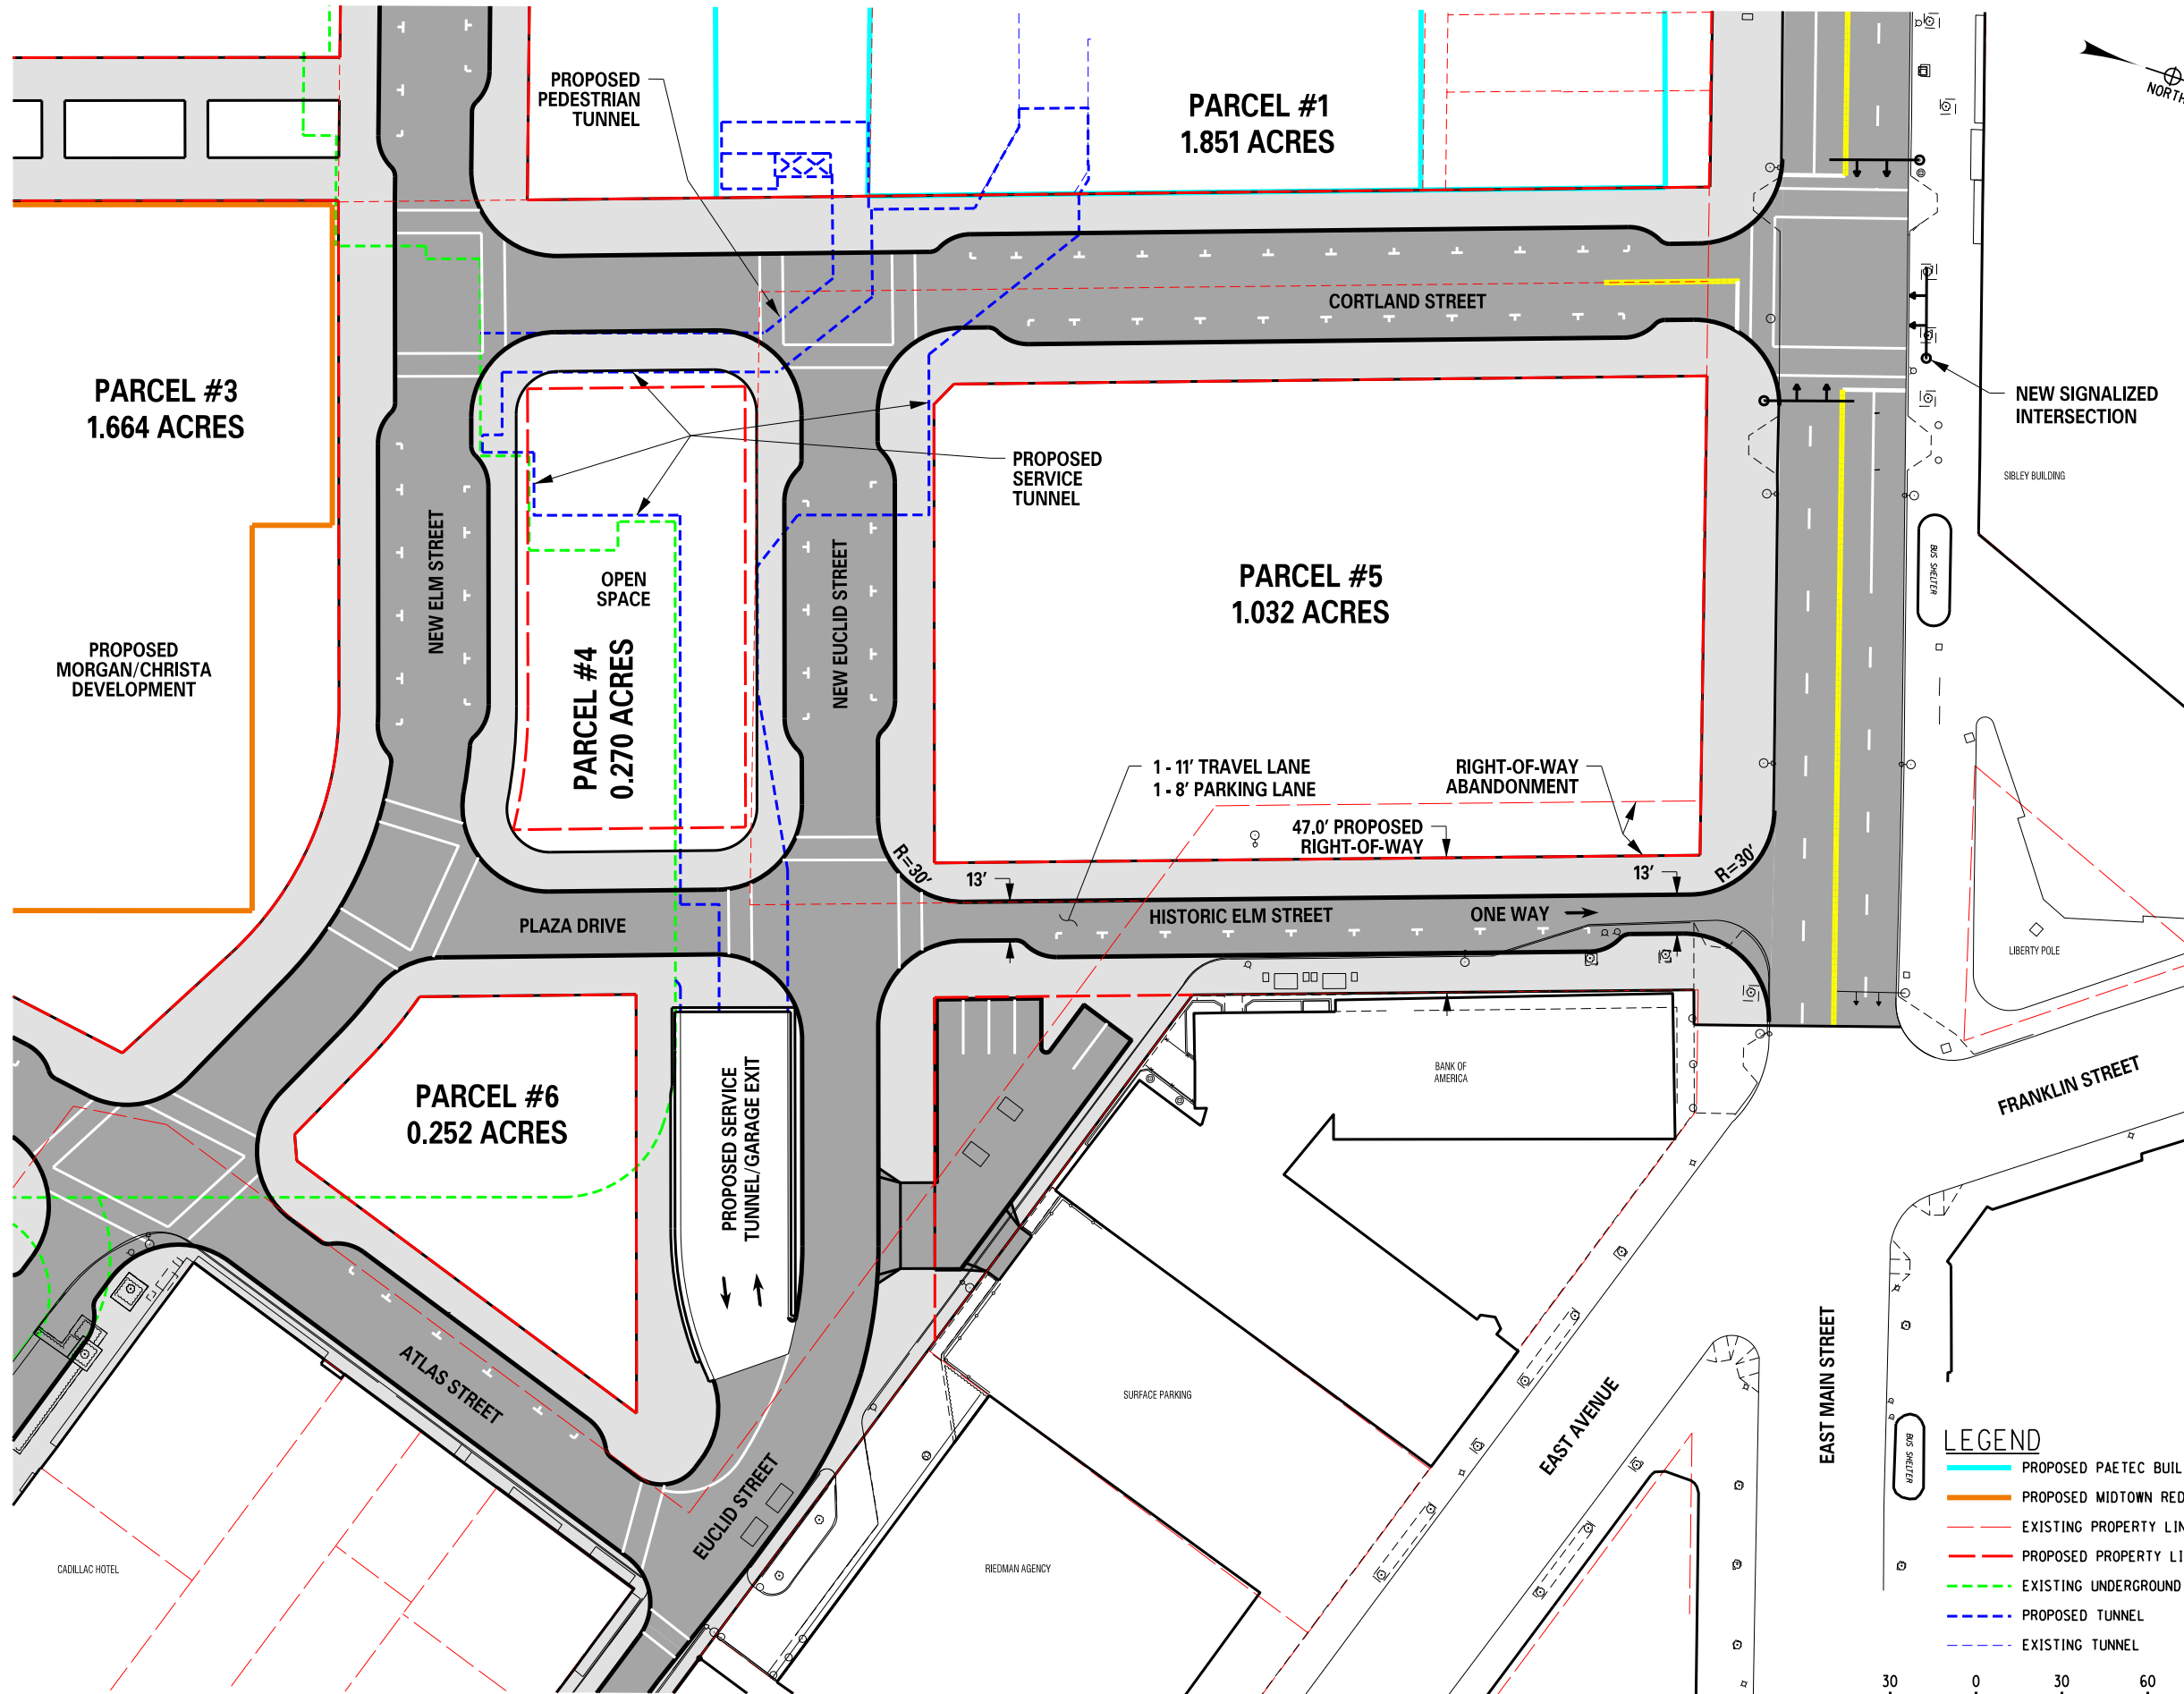 PROPOSED
PEDESTRIAN
TUNNEL
PARCEL #1
1.851 ACRES
NORTH
CORTLAND STREET
PARCEL #3
1.664 ACRES
NEW SIGNALIZED
INTERSECTION
PROPOSED
SERVICE
TUNNEL
SIBLEY BUILDING
NEW ELM STREET
OPEN
SPACE
NEW EUCLID STREET
PARCEL #5
1.032 ACRES
BUS SHELTER
PROPOSED
MORGAN/CHRISTA
DEVELOPMENT
PARCEL #4
0.270 ACRES
1 - 11' TRAVEL LANE
1 - 8' PARKING LANE
RIGHT-OF-WAY
ABANDONMENT
47.0' PROPOSED
RIGHT-OF-WAY
R=30'
13'
13'
R=30'
PLAZA DRIVE
HISTORIC ELM STREET
ONE WAY
LIBERTY POLE
PARCEL #6
0.252 ACRES
PROPOSED SERVICE
TUNNEL/GARAGE EXIT
BANK OF
AMERICA
FRANKLIN STREET
ATLAS STREET
SURFACE PARKING
EAST AVENUE
EAST MAIN STREET
EUCLID STREET
CADILLAC HOTEL
RIEDMAN AGENCY
BUS SHELTER
LEGEND
PROPOSED PAETEC BUIL
PROPOSED MIDTOWN RED
EXISTING PROPERTY LIN
PROPOSED PROPERTY LI
EXISTING UNDERGROUND
PROPOSED TUNNEL
EXISTING TUNNEL
30 0 30 60